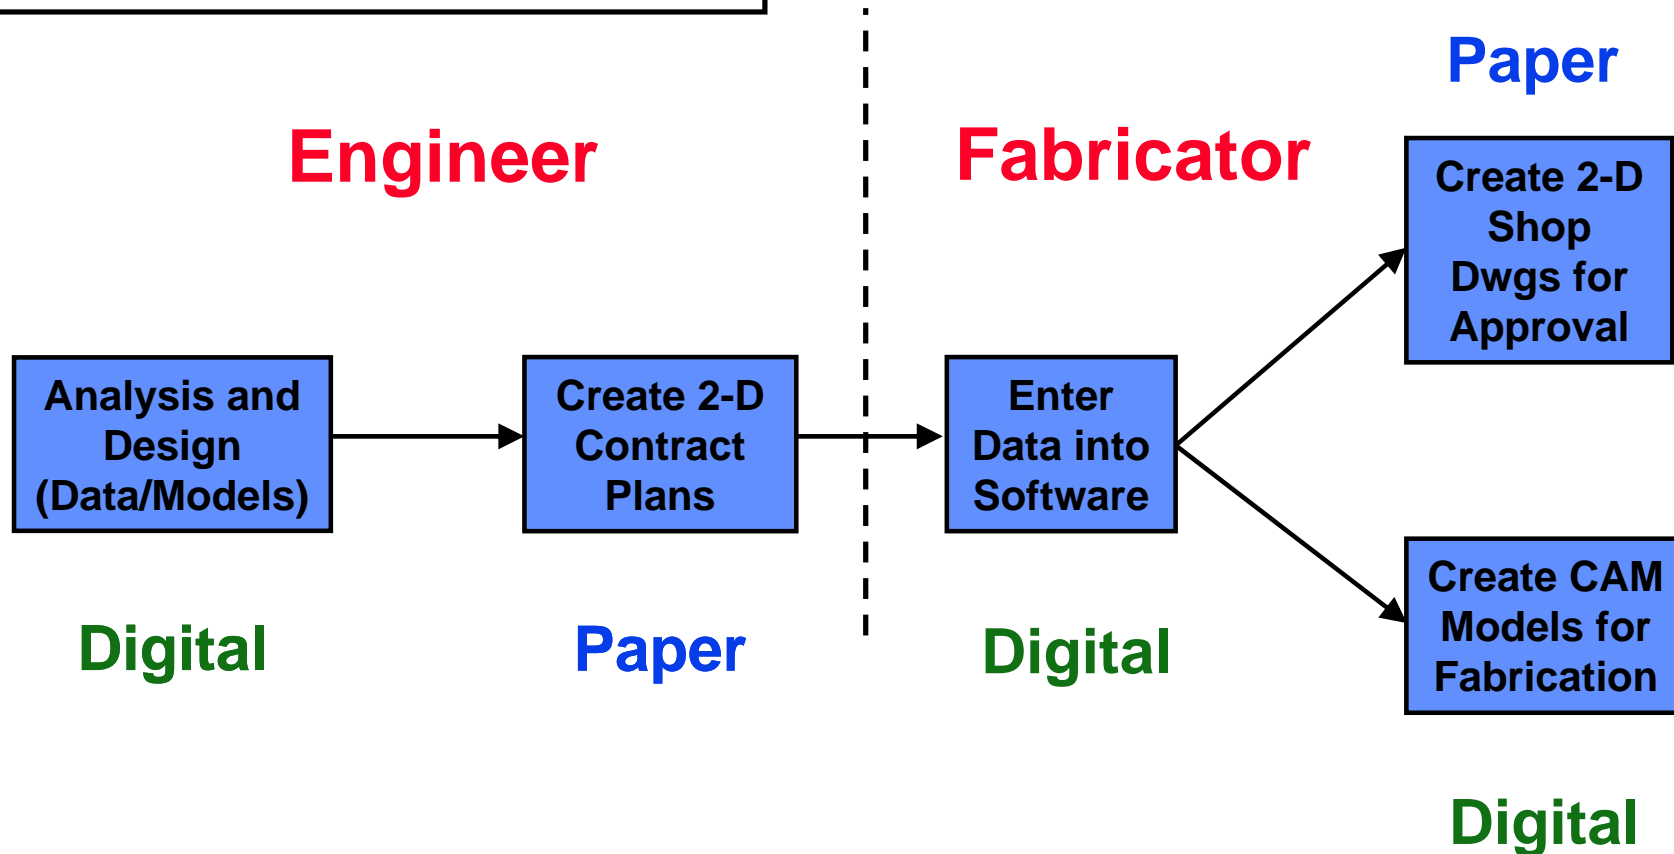 Paper
Engineer
Fabricator
Create 2-D
Shop
Dwgs for
Approval
Analysis and
Design
(Data/Models)
Create 2-D
Contract
Plans
Enter
Data into
Software
Create CAM
Models for
Fabrication
Digital
Paper
Digital
Digital